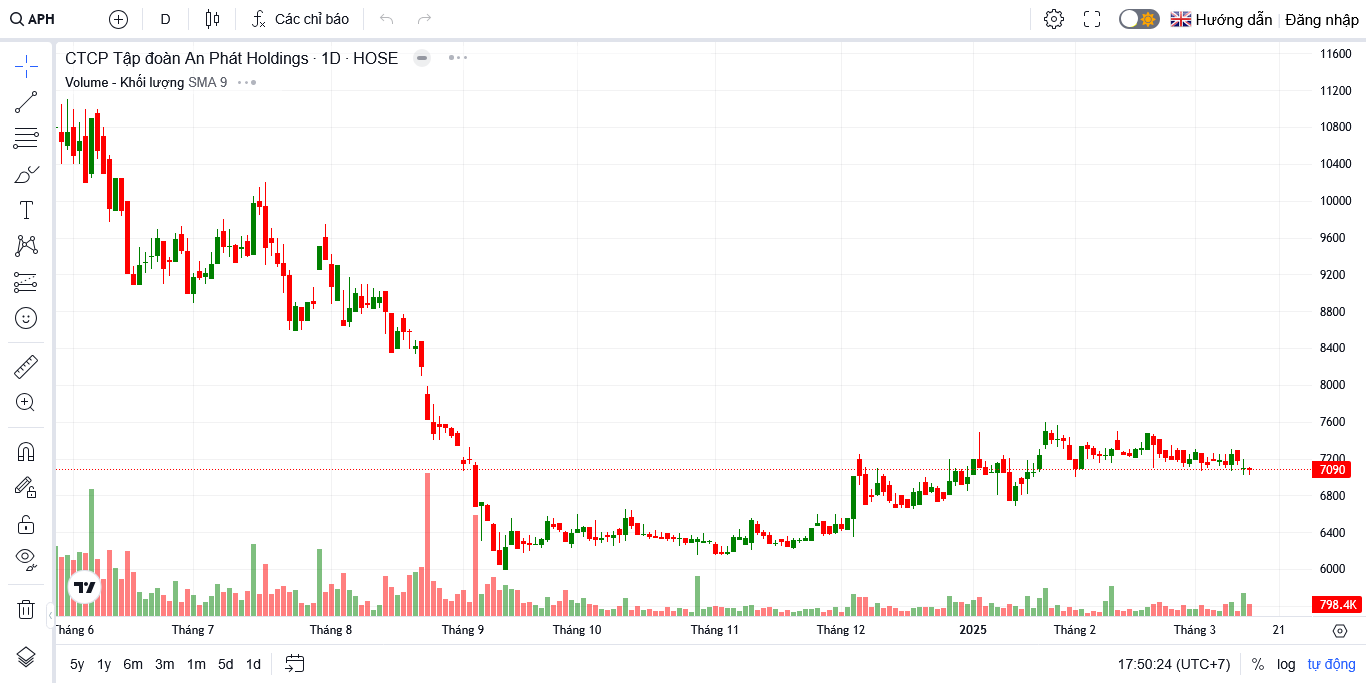 APH D Các chỉ báo Hướng dẫn Đăng nhập
CTCP Tập đoàn An Phát Holdings · 1D · HOSE
Volume - Khối lượng SMA 9
11600
11200
10800
10400
10000
9600
9200
8800
8400
8000
7600
7200
7090
6800
6400
6000
798.4K
Tháng 6 Tháng 7 Tháng 8 Tháng 9 Tháng 10 Tháng 11 Tháng 12 2025 Tháng 2 Tháng 3 21
5y 1y 6m 3m 1m 5d 1d 17:50:24 (UTC+7) % log tự động